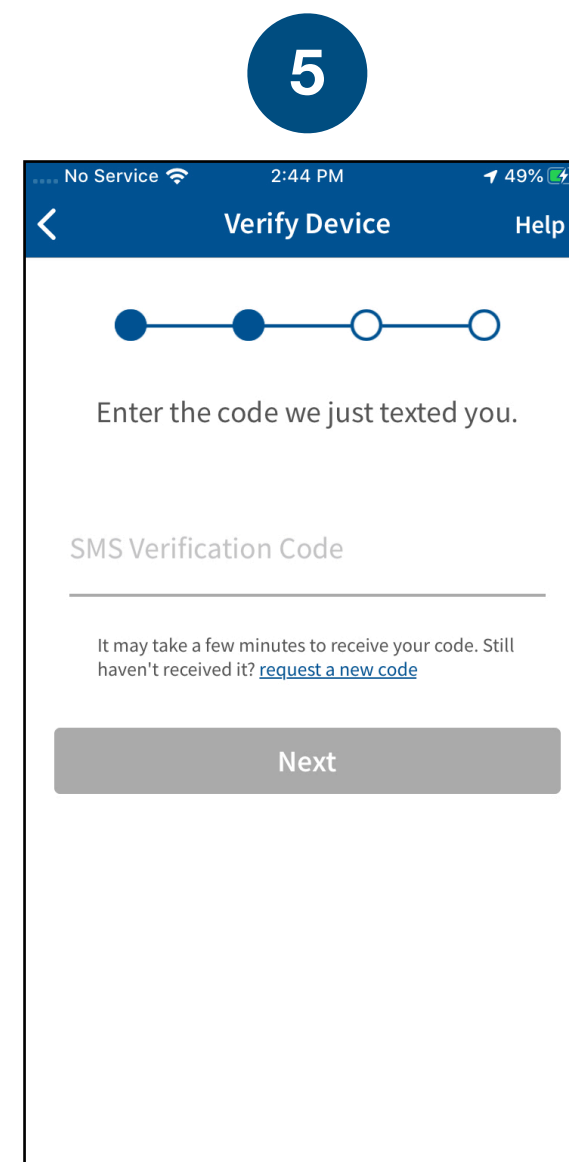 5
No Service 2:44 PM 49%
Verify Device Help
Enter the code we just texted you.
SMS Verification Code
It may take a few minutes to receive your code. Still
haven't received it? request a new code
Next